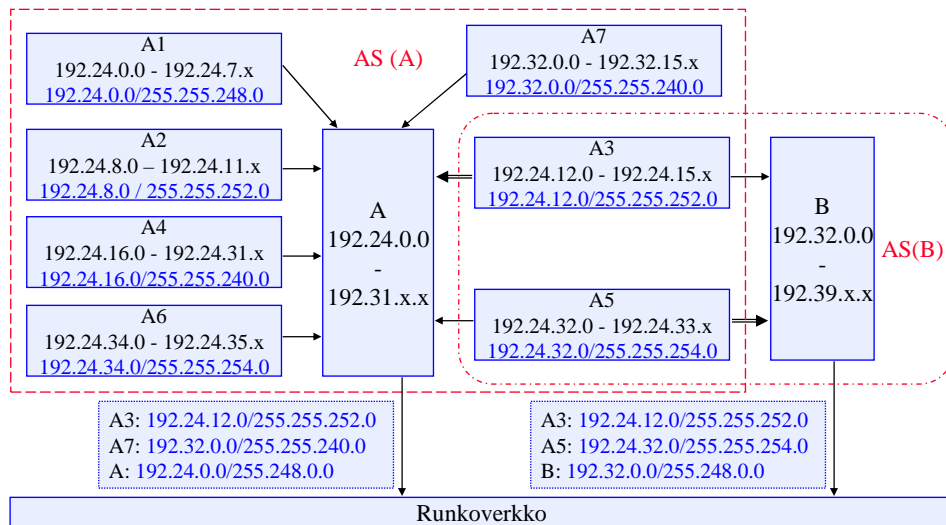 A1
192.24.0.0 - 192.24.7.x
192.24.0.0/255.255.248.0
AS (A)
A7
192.32.0.0 - 192.32.15.x
192.32.0.0/255.255.240.0
A2
192.24.8.0 – 192.24.11.x
192.24.8.0 / 255.255.252.0
A4
192.24.16.0 - 192.24.31.x
192.24.16.0/255.255.240.0
A6
192.24.34.0 - 192.24.35.x
192.24.34.0/255.255.254.0
A
192.24.0.0
-
192.31.x.x
A3
192.24.12.0 - 192.24.15.x
192.24.12.0/255.255.252.0
A5
192.24.32.0 - 192.24.33.x
192.24.32.0/255.255.254.0
B
192.32.0.0
-
192.39.x.x
AS(B)
A3: 192.24.12.0/255.255.252.0
A7: 192.32.0.0/255.255.240.0
A: 192.24.0.0/255.248.0.0
A3: 192.24.12.0/255.255.252.0
A5: 192.24.32.0/255.255.254.0
B: 192.32.0.0/255.248.0.0
Runkoverkko